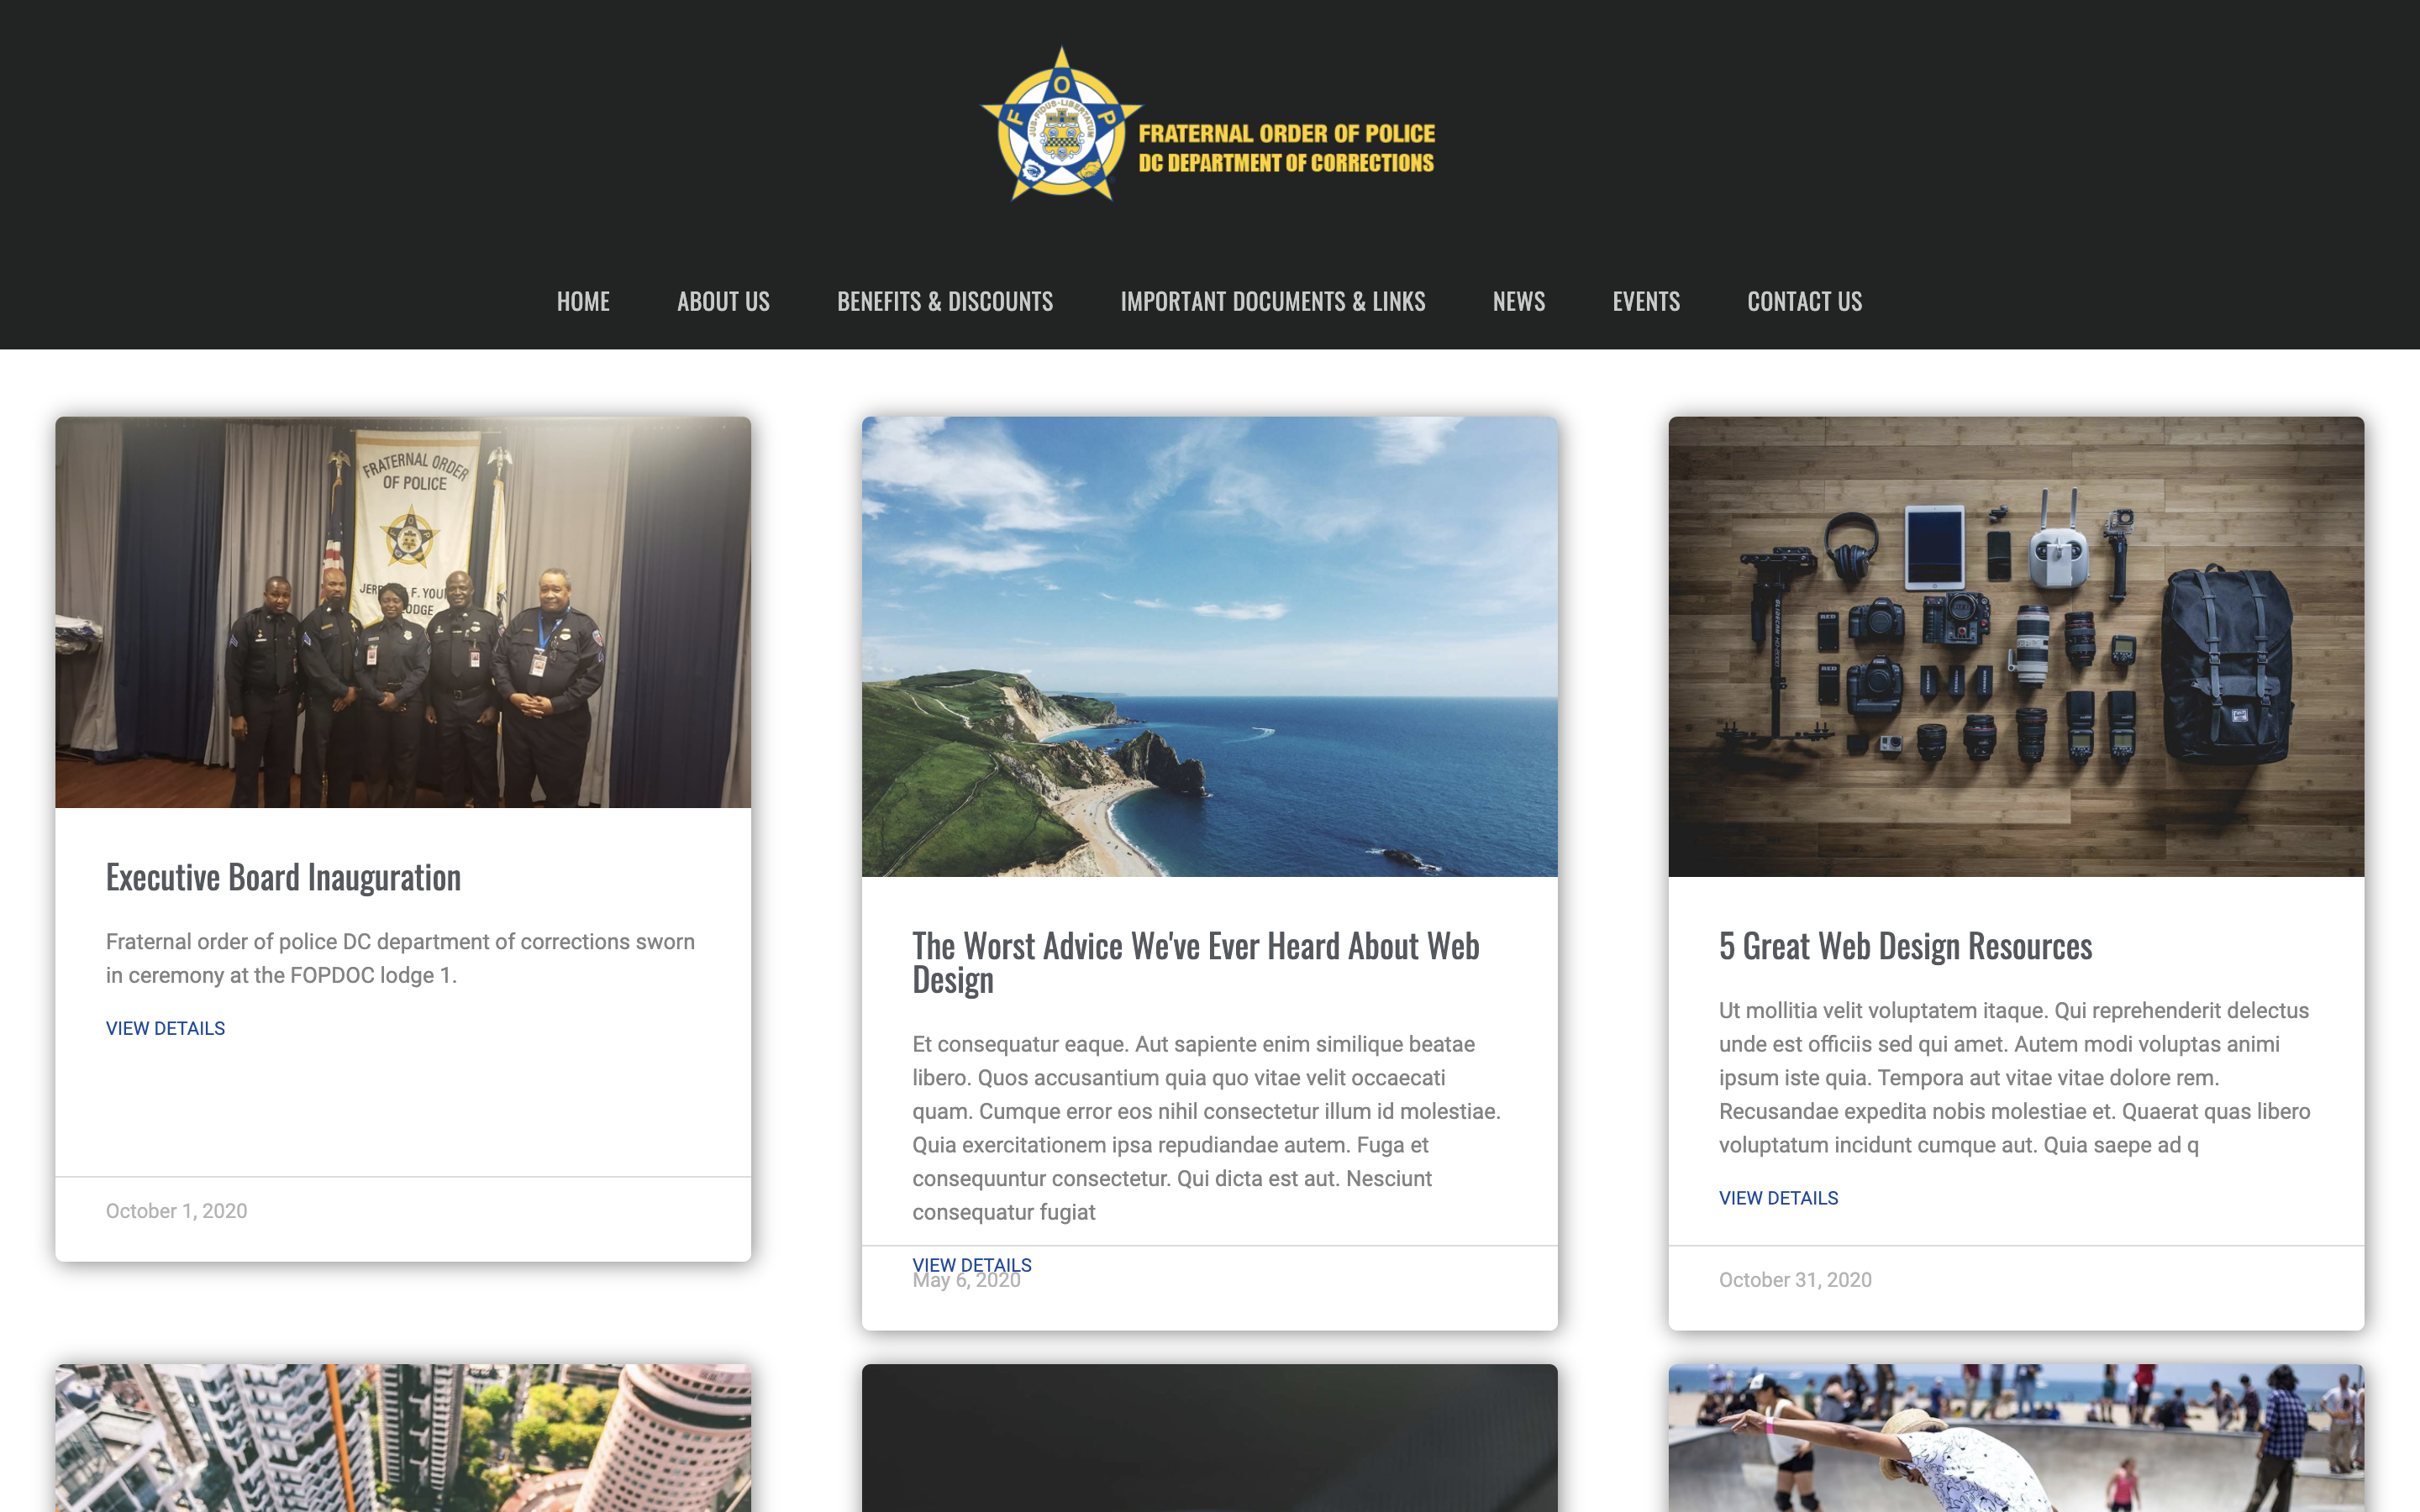 F O P
JUS·FIDUS·LIBERTATUM
FRATERNAL ORDER OF POLICE
DC DEPARTMENT OF CORRECTIONS
HOME ABOUT US BENEFITS & DISCOUNTS IMPORTANT DOCUMENTS & LINKS NEWS EVENTS CONTACT US
FRATERNAL ORDER
OF POLICE
F. YOU
LODGE
RED
RED
Executive Board Inauguration
Fraternal order of police DC department of corrections sworn
in ceremony at the FOPDOC lodge 1.
VIEW DETAILS
October 1, 2020
The Worst Advice We've Ever Heard About Web
Design
Et consequatur eaque. Aut sapiente enim similique beatae
libero. Quos accusantium quia quo vitae velit occaecati
quam. Cumque error eos nihil consectetur illum id molestiae.
Quia exercitationem ipsa repudiandae autem. Fuga et
consequuntur consectetur. Qui dicta est aut. Nesciunt
consequatur fugiat
VIEW DETAILS
May 6, 2020
5 Great Web Design Resources
Ut mollitia velit voluptatem itaque. Qui reprehenderit delectus
unde est officiis sed qui amet. Autem modi voluptas animi
ipsum iste quia. Tempora aut vitae vitae dolore rem.
Recusandae expedita nobis molestiae et. Quaerat quas libero
voluptatum incidunt cumque aut. Quia saepe ad q
VIEW DETAILS
October 31, 2020